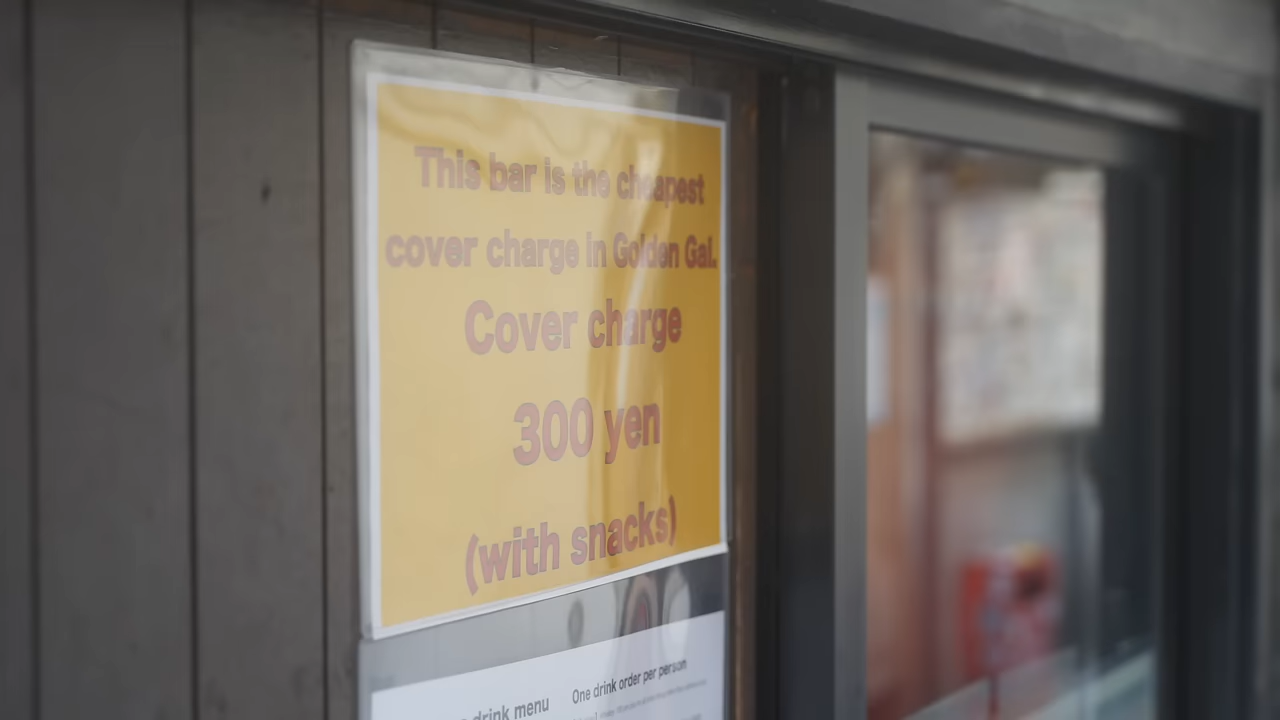 This bar is the cheapest
cover charge in Golden Gal.
Cover charge
300 yen
(with snacks)
drink menu
One drink order per person